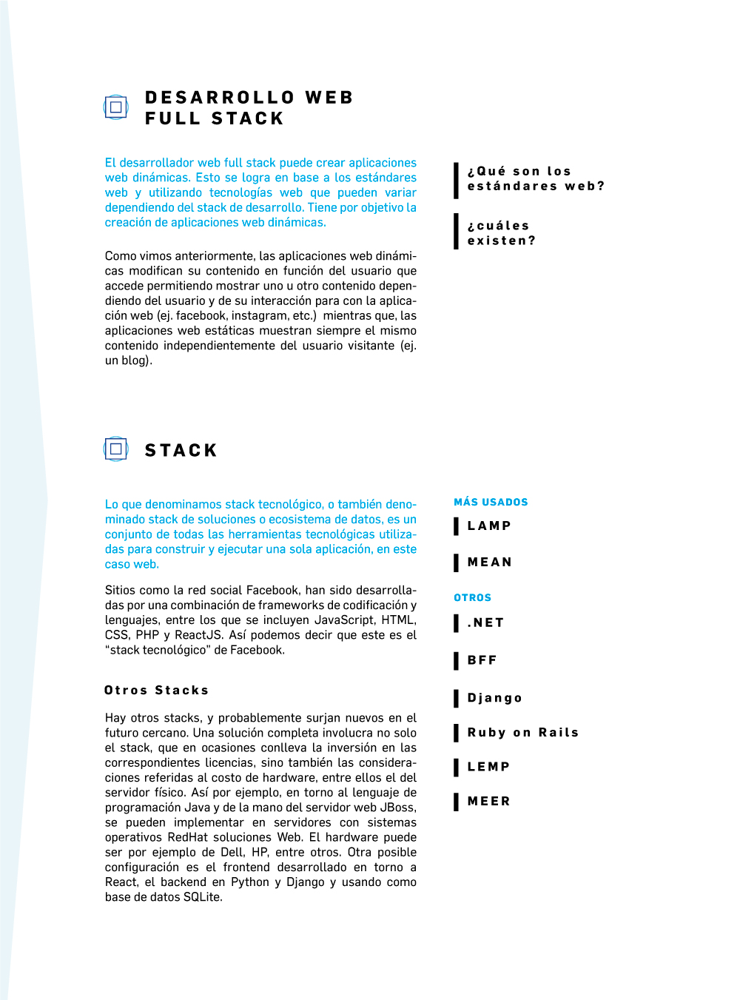 DESARROLLO WEB
FULL STACK
El desarrollador web full stack puede crear aplicaciones
web dinámicas. Esto se logra en base a los estándares
web y utilizando tecnologías web que pueden variar
dependiendo del stack de desarrollo. Tiene por objetivo la
creación de aplicaciones web dinámicas.
Como vimos anteriormente, las aplicaciones web dinámi-
cas modifican su contenido en función del usuario que
accede permitiendo mostrar uno u otro contenido depen-
diendo del usuario y de su interacción para con la aplica-
ción web (ej. facebook, instagram, etc.)  mientras que, las
aplicaciones web estáticas muestran siempre el mismo
contenido independientemente del usuario visitante (ej.
un blog).
¿Qué son los
estándares web?
¿cuáles
existen?
STACK
Lo que denominamos stack tecnológico, o también deno-
minado stack de soluciones o ecosistema de datos, es un
conjunto de todas las herramientas tecnológicas utiliza-
das para construir y ejecutar una sola aplicación, en este
caso web.
Sitios como la red social Facebook, han sido desarrolla-
das por una combinación de frameworks de codificación y
lenguajes, entre los que se incluyen JavaScript, HTML,
CSS, PHP y ReactJS. Así podemos decir que este es el
“stack tecnológico” de Facebook.
Otros Stacks
Hay otros stacks, y probablemente surjan nuevos en el
futuro cercano. Una solución completa involucra no solo
el stack, que en ocasiones conlleva la inversión en las
correspondientes licencias, sino también las considera-
ciones referidas al costo de hardware, entre ellos el del
servidor físico. Así por ejemplo, en torno al lenguaje de
programación Java y de la mano del servidor web JBoss,
se pueden implementar en servidores con sistemas
operativos RedHat soluciones Web. El hardware puede
ser por ejemplo de Dell, HP, entre otros. Otra posible
configuración es el frontend desarrollado en torno a
React, el backend en Python y Django y usando como
base de datos SQLite.
MÁS USADOS
LAMP
MEAN
OTROS
.NET
BFF
Django
Ruby on Rails
LEMP
MEER